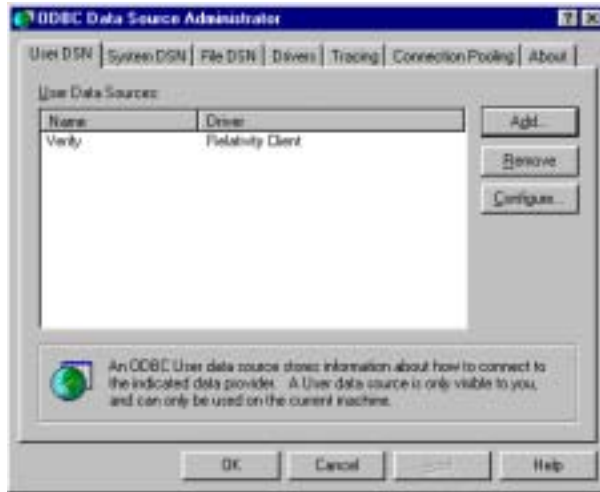 ODBC Data Source Administrator
User DSN System DSN File DSN Drivers Tracing Connection Pooling About
User Data Sources:
Name Driver
Verify Relativity Client
Add...
Remove
Configure...
An ODBC User data source stores information about how to connect to
the indicated data provider. A User data source is only visible to you,
and can only be used on the current machine.
OK Cancel Help